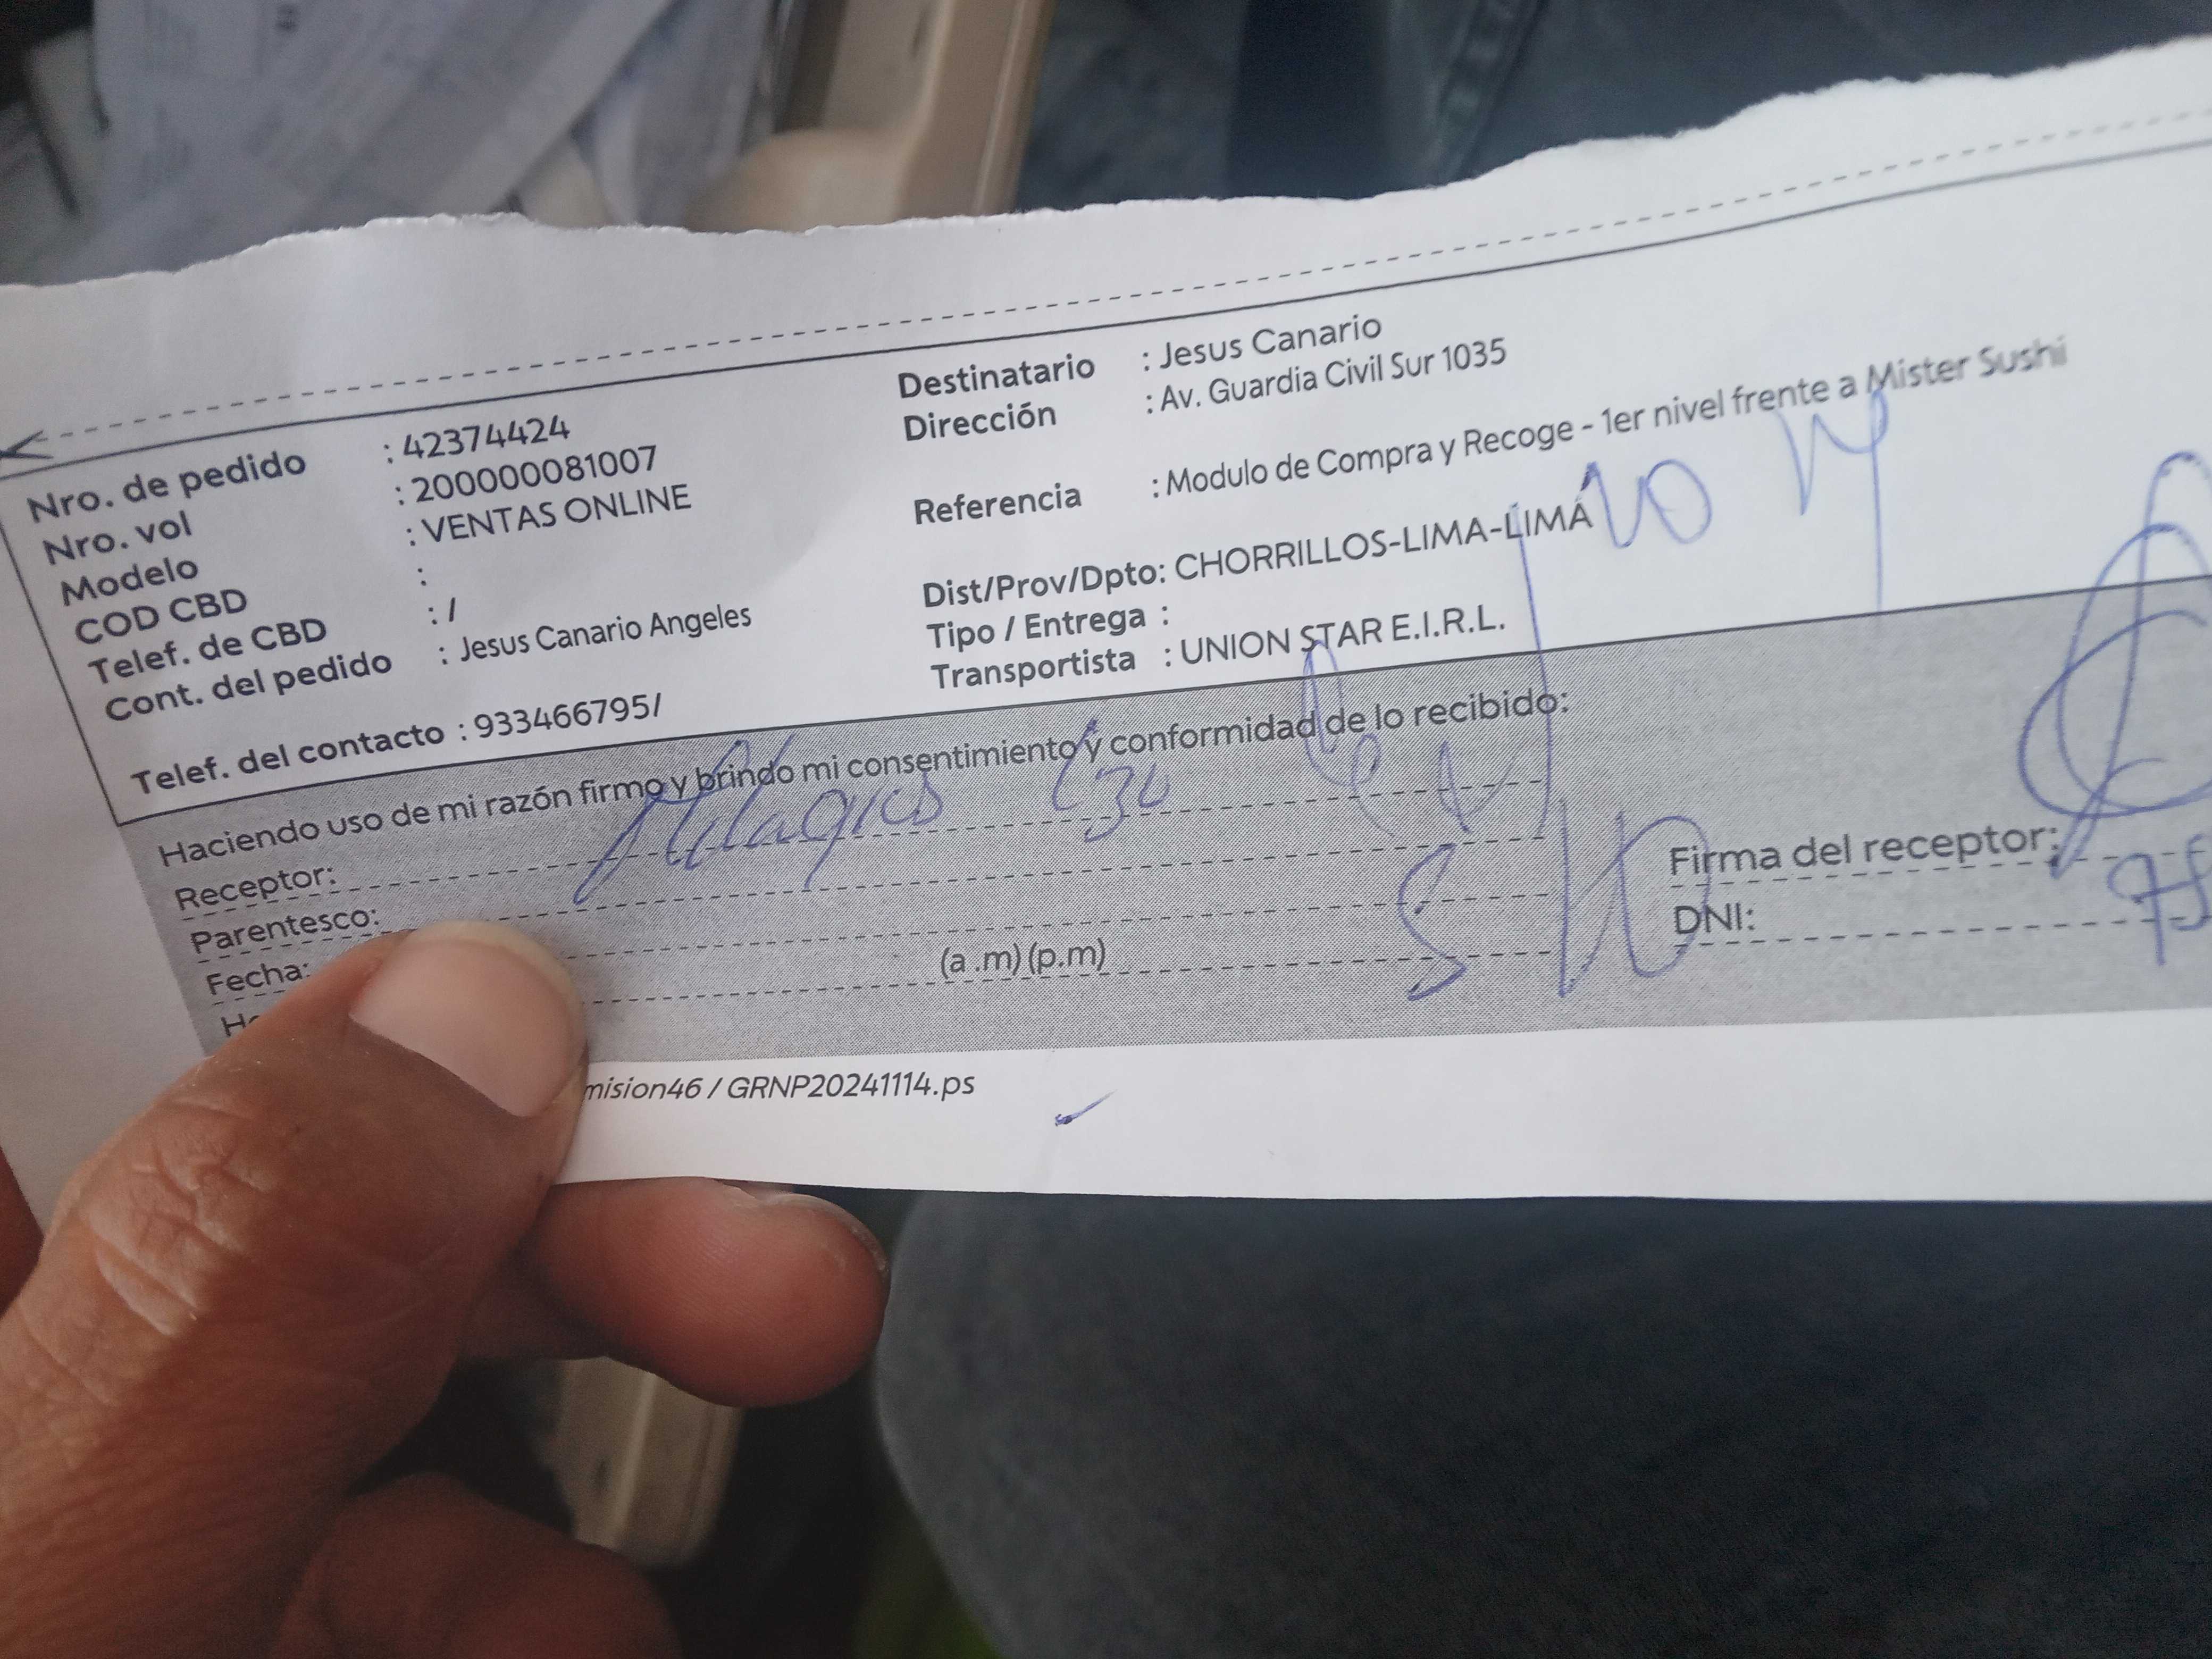 Nro. de pedido : 42374424
Nro. vol : 200000081007
Modelo : VENTAS ONLINE
COD CBD :
Telef. de CBD : /
Cont. del pedido : Jesus Canario Angeles
Telef. del contacto : 933466795/
Destinatario : Jesus Canario
Dirección : Av. Guardia Civil Sur 1035
Referencia : Modulo de Compra y Recoge - 1er nivel frente a Mister Sushi
Dist/Prov/Dpto: CHORRILLOS-LIMA-LIMA
Tipo / Entrega :
Transportista : UNION STAR E.I.R.L.
Haciendo uso de mi razón firmo y brindo mi consentimiento y conformidad de lo recibido:
Receptor: Milagros
Parentesco:
Fecha:
(a .m) (p.m)
Firma del receptor:
DNI:
mision46 / GRNP20241114.ps